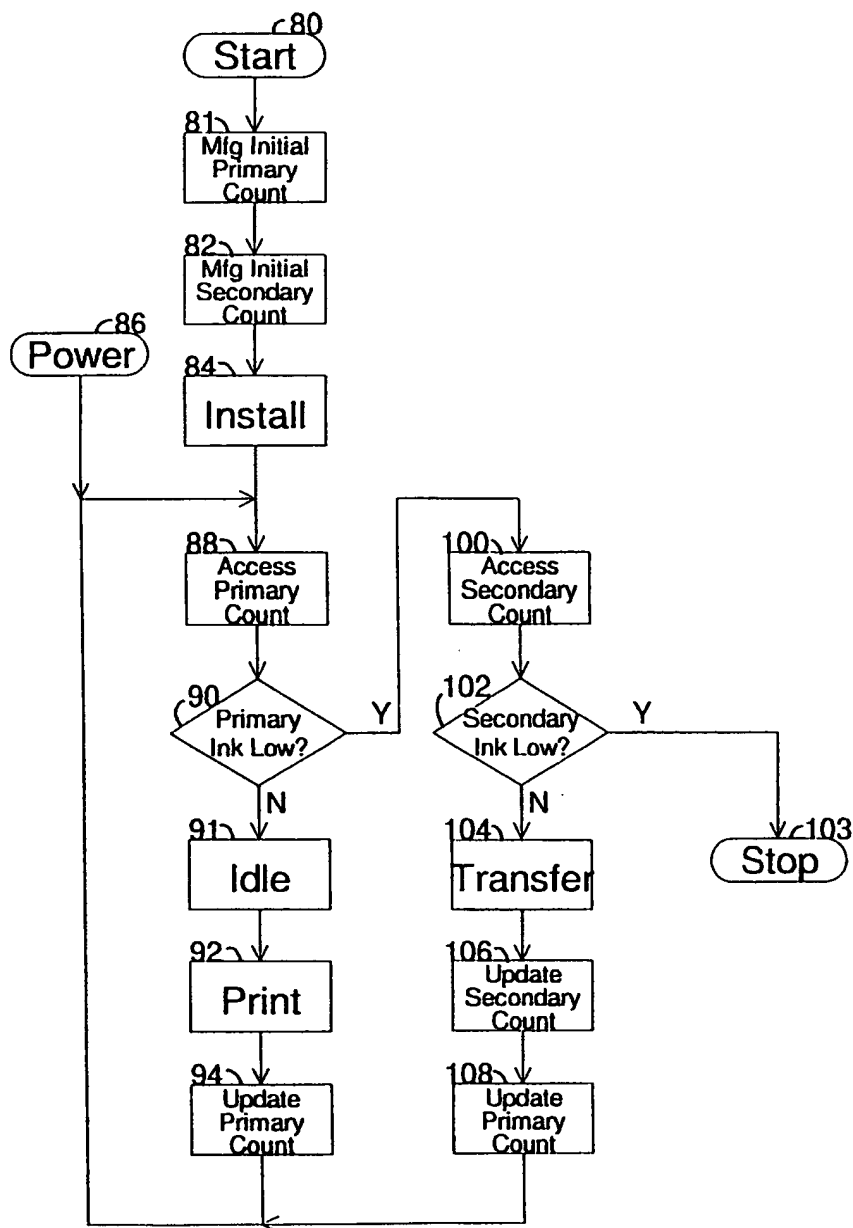 80
Start
81
Mfg Initial
Primary
Count
82
Mfg Initial
Secondary
Count
86
Power
84
Install
88
Access
Primary
Count
100
Access
Secondary
Count
90
Primary
Ink Low?
Y
N
102
Secondary
Ink Low?
Y
N
91
Idle
104
Transfer
103
Stop
92
Print
106
Update
Secondary
Count
94
Update
Primary
Count
108
Update
Primary
Count